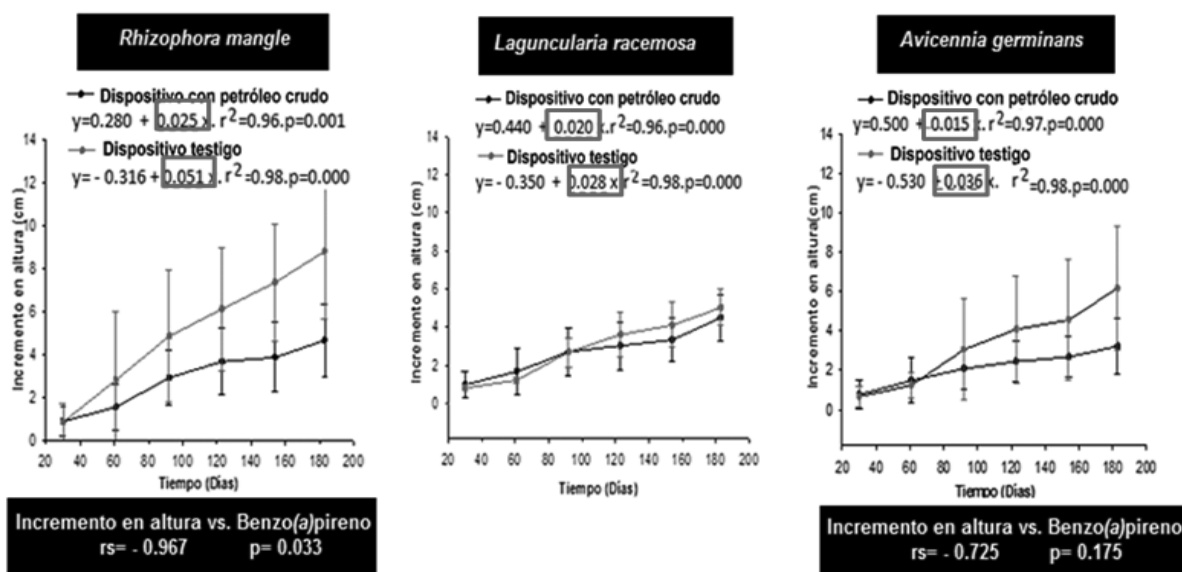 Rhizophora mangle
Dispositivo con petróleo crudo
y=0.280 + 0.025 x. r²=0.96.p=0.001
Dispositivo testigo
y= - 0.316 + 0.051 x. r²=0.98.p=0.000
Incremento en altura (cm)
14
12
10
8
6
4
2
0
20 40 60 80 100 120 140 160 180 200
Tiempo (Días)
Incremento en altura vs. Benzo(a)pireno
rs= - 0.967 p= 0.033
Laguncularia racemosa
Dispositivo con petróleo crudo
y=0.440 + 0.020 x.r²=0.96.p=0.000
Dispositivo testigo
y= - 0.350 + 0.028 x r²=0.98.p=0.000
Incremento en altura (cm)
14
12
10
8
6
4
2
0
20 40 60 80 100 120 140 160 180 200
Tiempo (Días)
Avicennia germinans
Dispositivo con petróleo crudo
y=0.500 + 0.015 x. r²=0.97.p=0.000
Dispositivo testigo
y= - 0.530 + 0.036 x. r²=0.98.p=0.000
Incremento en altura(cm)
14
12
10
8
6
4
2
0
20 40 60 80 100 120 140 160 180 200
Tiempo (Días)
Incremento en altura vs. Benzo(a)pireno
rs= - 0.725 p= 0.175